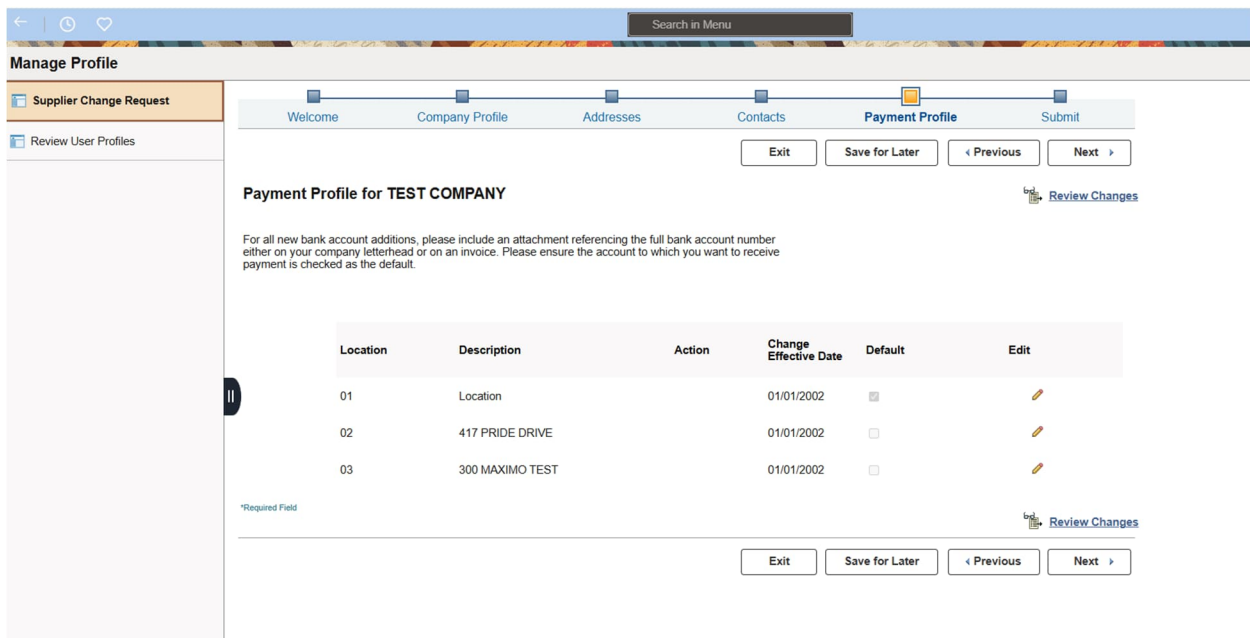 Search in Menu
Manage Profile
Supplier Change Request
Review User Profiles
Welcome Company Profile Addresses Contacts Payment Profile Submit
Exit Save for Later Previous Next
Payment Profile for TEST COMPANY
Review Changes
For all new bank account additions, please include an attachment referencing the full bank account number
either on your company letterhead or on an invoice. Please ensure the account to which you want to receive
payment is checked as the default.
Location Description Action Change Effective Date Default Edit
01 Location 01/01/2002
02 417 PRIDE DRIVE 01/01/2002
03 300 MAXIMO TEST 01/01/2002
*Required Field
Review Changes
Exit Save for Later Previous Next